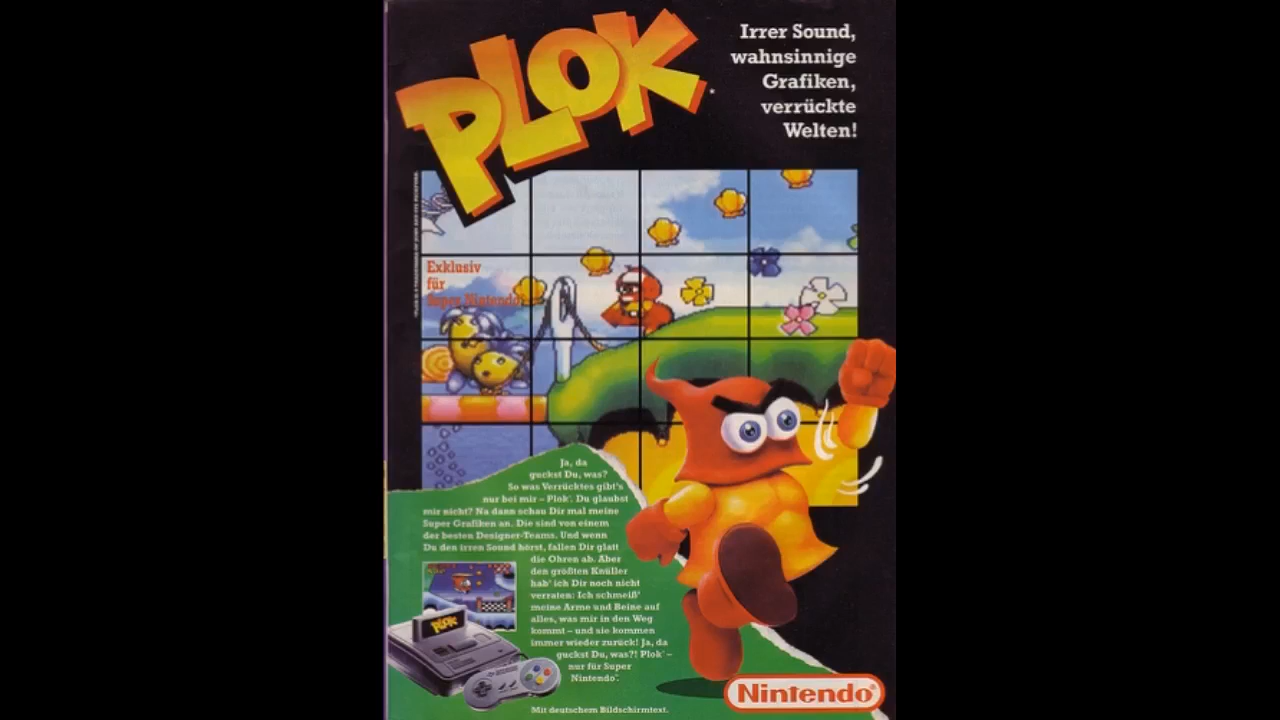 PLOK
Irrer Sound,
wahnsinnige
Grafiken,
verrückte
Welten!
Exklusiv
für
Super Nintendo
Ja, da
guckst Du, was?
So was Verrücktes gibt's
nur bei mir – Plok*. Du glaubst
mir nicht? Na dann schau Dir mal meine
Super Grafiken an. Die sind von einem
der besten Designer-Teams. Und wenn
Du den irren Sound hörst, fallen Dir glatt
die Ohren ab. Aber
den größten Knüller
hab' ich Dir noch nicht
verraten: Ich schmeiß'
meine Arme und Beine auf
alles, was mir in den Weg
kommt – und sie kommen
immer wieder zurück! Ja, da
guckst Du, was?! Plok* –
nur für Super
Nintendo™.
PLOK
Mit deutschem Bildschirmtext.
Nintendo®